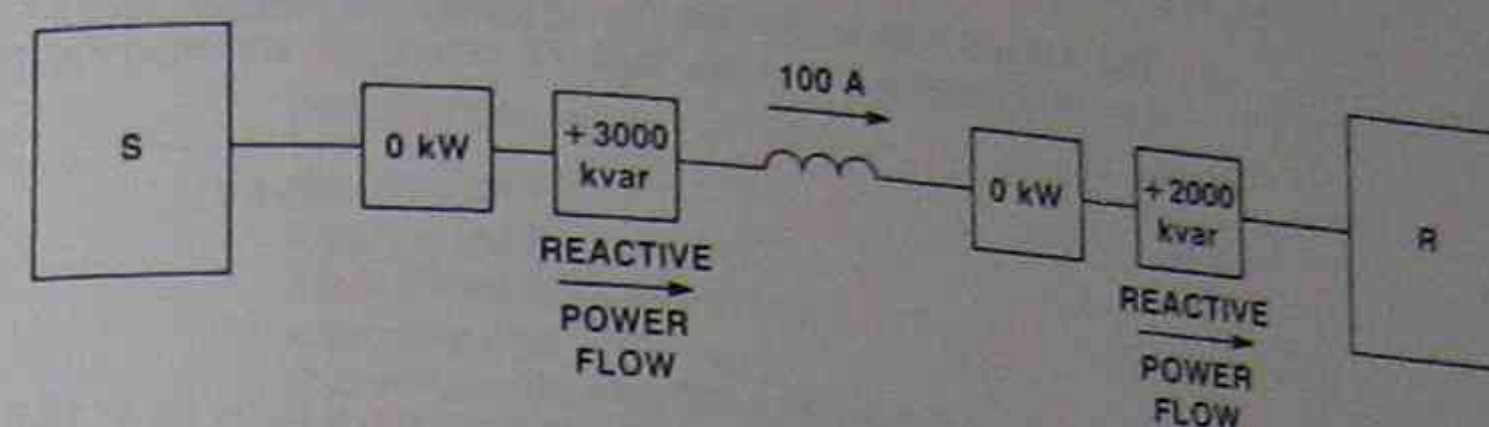 S
0 kW
+3000
kvar
REACTIVE
POWER
FLOW
100 A
0 kW
+2000
kvar
REACTIVE
POWER
FLOW
R